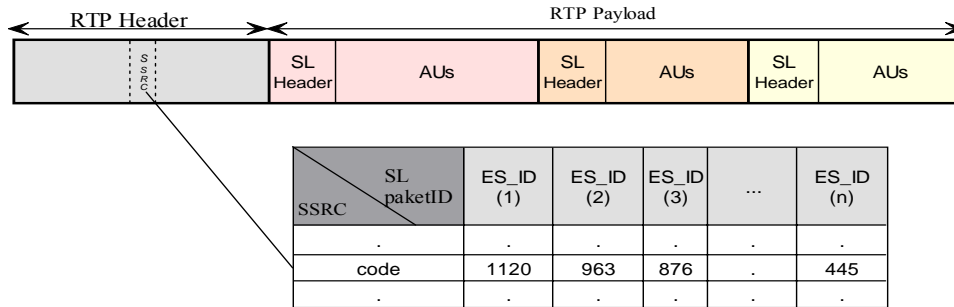 RTP Header
RTP Payload
SSRC
SL Header
AUs
SL Header
AUs
SL Header
AUs
SL paketID
SSRC
ES_ID (1)
ES_ID (2)
ES_ID (3)
...
ES_ID (n)
. . . . . .
code 1120 963 876 . 445
. . . . . .